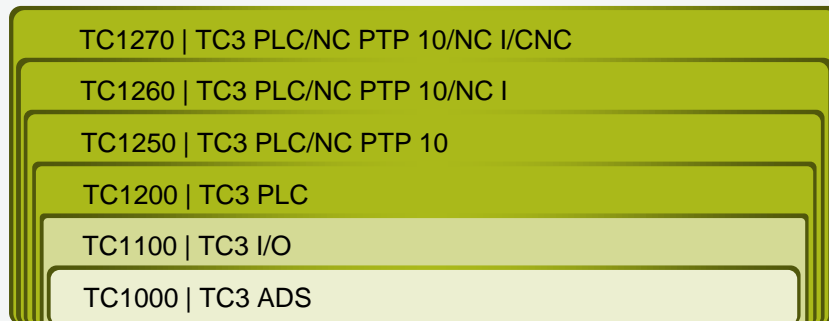 TC1270 | TC3 PLC/NC PTP 10/NC I/CNC
TC1260 | TC3 PLC/NC PTP 10/NC I
TC1250 | TC3 PLC/NC PTP 10
TC1200 | TC3 PLC
TC1100 | TC3 I/O
TC1000 | TC3 ADS